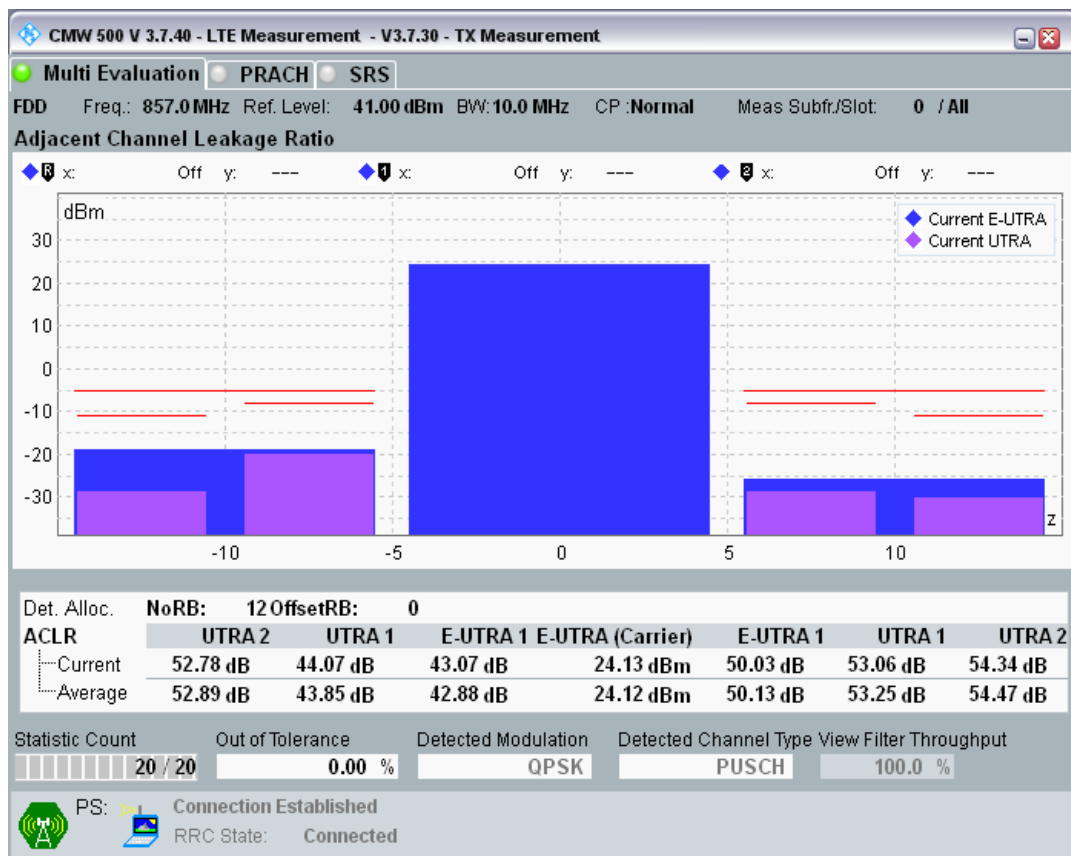 CMW 500 V 3.7.40 - LTE Measurement - V3.7.30 - TX Measurement
Multi Evaluation PRACH SRS
FDD Freq.: 857.0 MHz Ref. Level: 41.00 dBm BW: 10.0 MHz CP :Normal Meas Subfr./Slot: 0 / All
Adjacent Channel Leakage Ratio
R x: Off y: --- 1 x: Off y: --- 2 x: Off y: ---
dBm
Current E-UTRA
Current UTRA
30
20
10
0
-10
-20
-30
z
-10 -5 0 5 10
Det. Alloc. NoRB: 12 OffsetRB: 0
ACLR UTRA 2 UTRA 1 E-UTRA 1 E-UTRA (Carrier) E-UTRA 1 UTRA 1 UTRA 2
Current 52.78 dB 44.07 dB 43.07 dB 24.13 dBm 50.03 dB 53.06 dB 54.34 dB
Average 52.89 dB 43.85 dB 42.88 dB 24.12 dBm 50.13 dB 53.25 dB 54.47 dB
Statistic Count Out of Tolerance Detected Modulation Detected Channel Type View Filter Throughput
20 / 20 0.00 % QPSK PUSCH 100.0 %
PS: Connection Established
RRC State: Connected